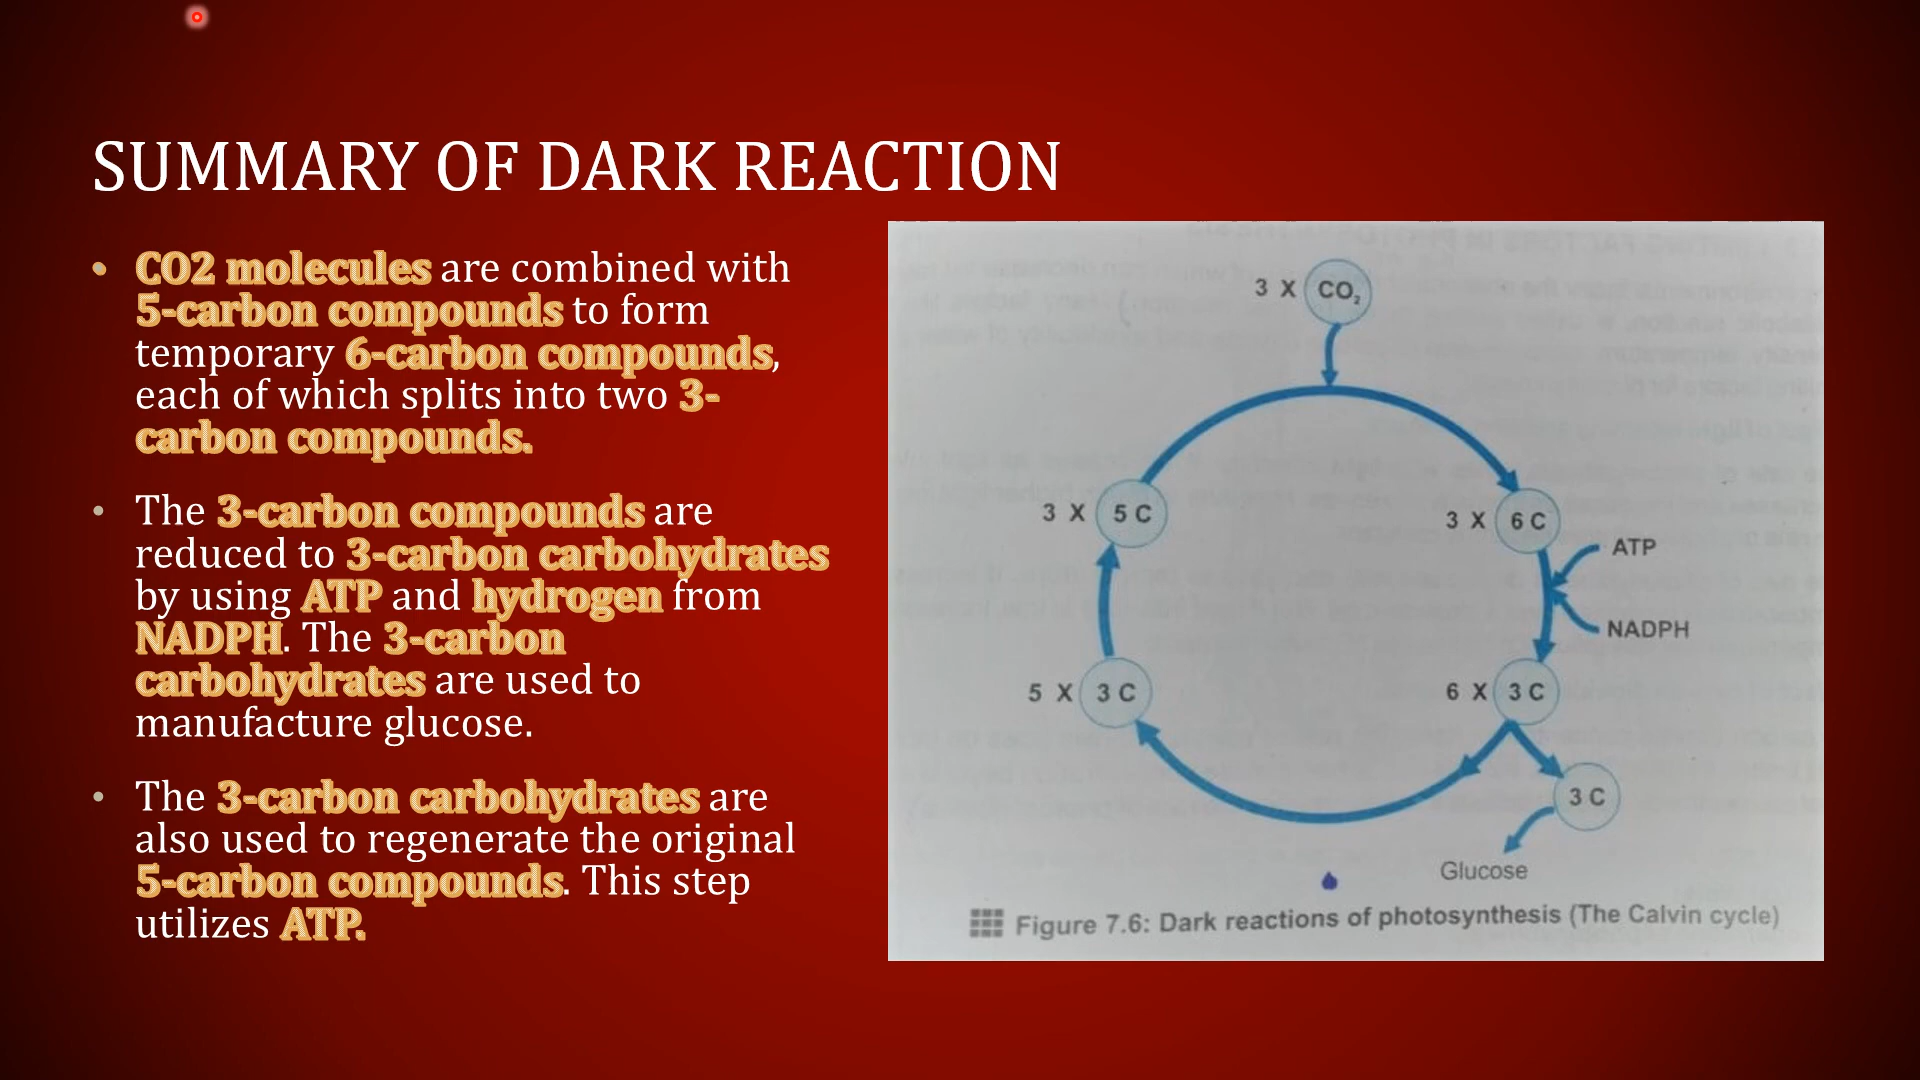 SUMMARY OF DARK REACTION
CO2 molecules are combined with
5-carbon compounds to form
temporary 6-carbon compounds,
each of which splits into two 3-
carbon compounds.
The 3-carbon compounds are
reduced to 3-carbon carbohydrates
by using ATP and hydrogen from
NADPH. The 3-carbon
carbohydrates are used to
manufacture glucose.
The 3-carbon carbohydrates are
also used to regenerate the original
5-carbon compounds. This step
utilizes ATP.
3 X CO₂
3 X 5 C
3 X 6 C
ATP
NADPH
5 X 3 C
6 X 3 C
3 C
Glucose
Figure 7.6: Dark reactions of photosynthesis (The Calvin cycle)